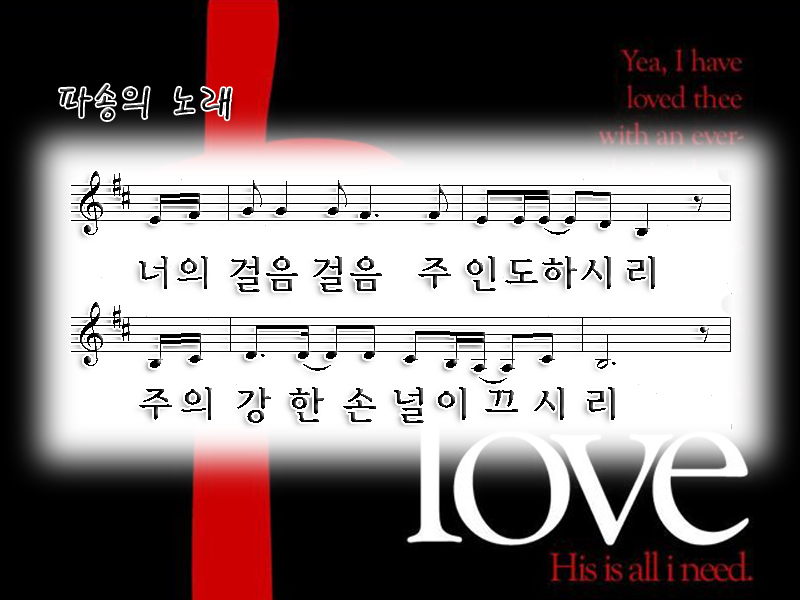 파송의 노래
Yea, I have
loved thee
with an ever-
너의 걸음 걸음 주 인도하시 리
주의 강 한 손 널이 끄 시 리
love
His is all i need.